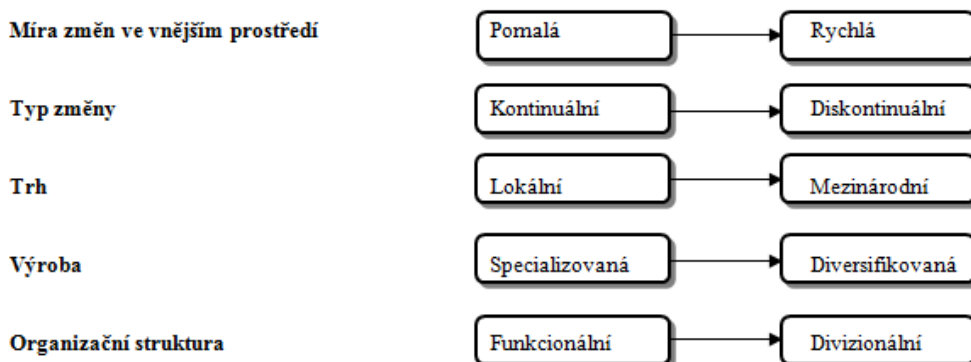 Míra změn ve vnějším prostředí Pomalá Rychlá
Typ změny Kontinuální Diskontinuální
Trh Lokální Mezinárodní
Výroba Specializovaná Diversifikovaná
Organizační struktura Funkcionální Divizionální